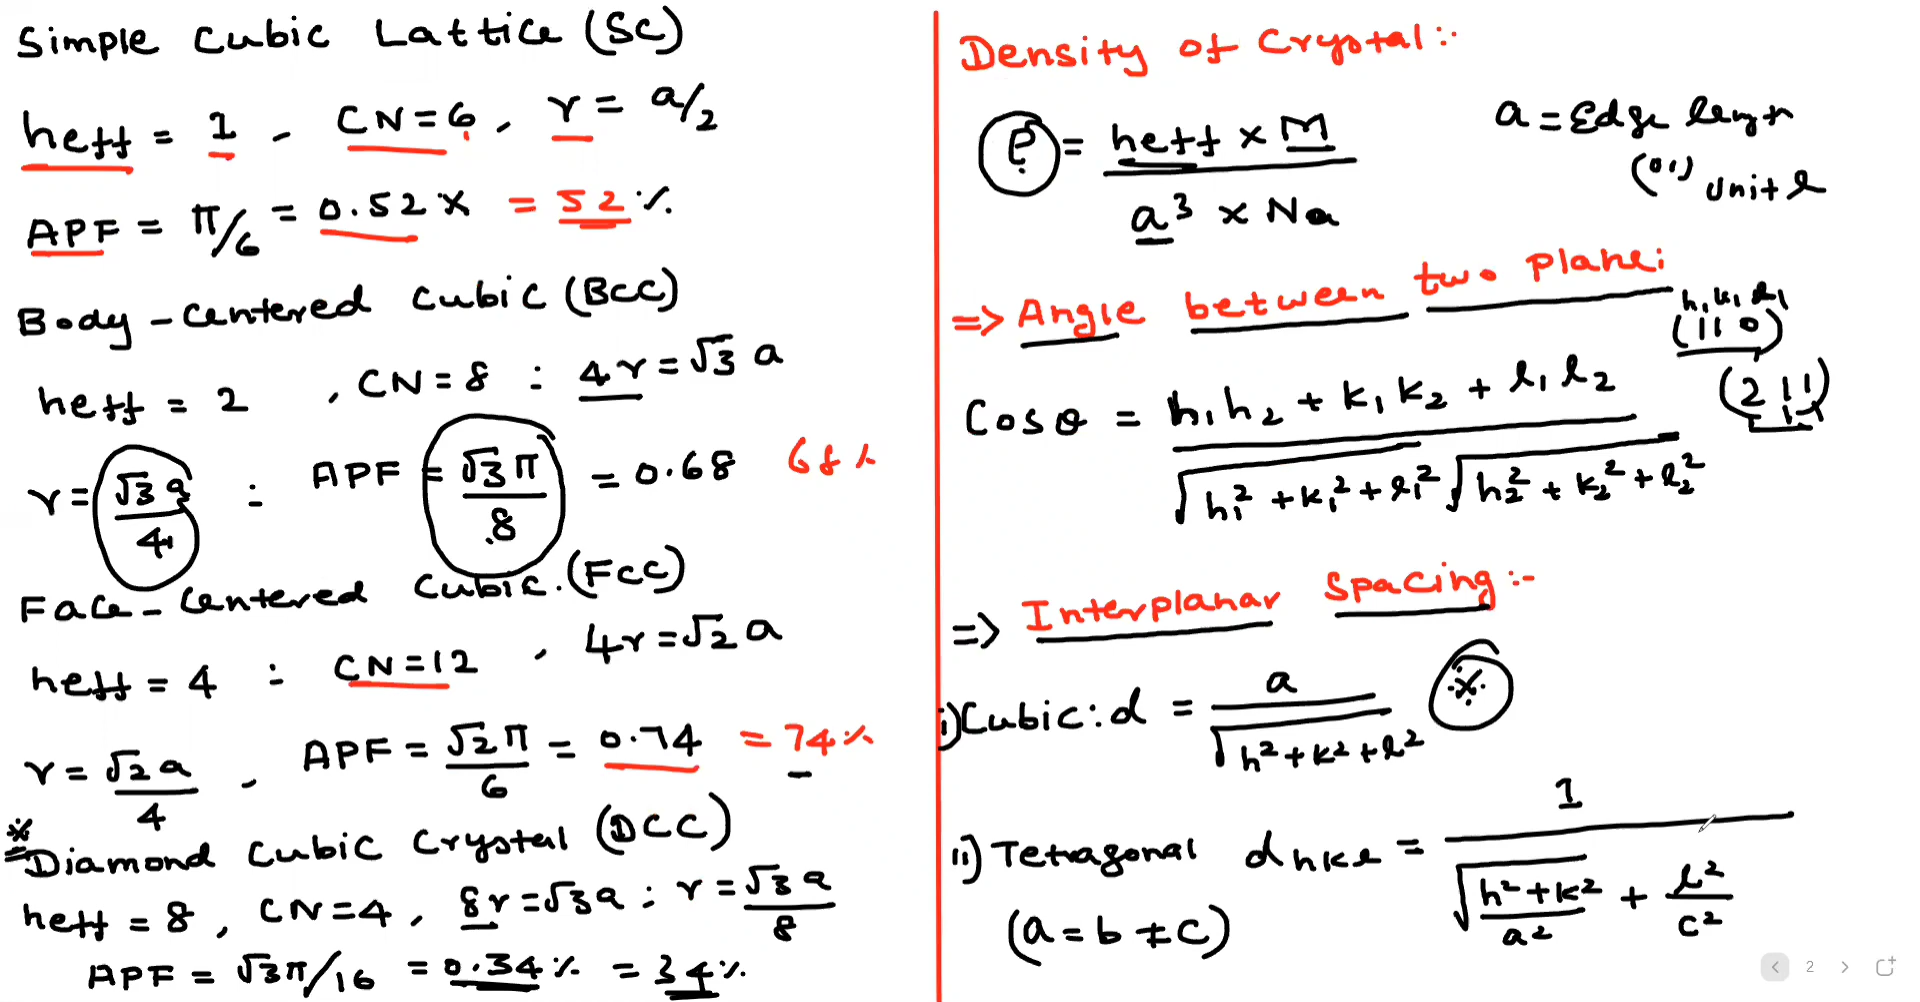 Simple Cubic Lattice (SC)
neff = 1 , CN=6 , r = a/2
APF = π/6 = 0.52 x = 52 %
Body-centered Cubic (BCC)
neff = 2 , CN=8 : 4r=√3 a
r=√3 a/4 : APF = √3 π/8 = 0.68 68 %
Face-centered Cubic. (FCC)
neff = 4 : CN=12 , 4r=√2 a
r = √2 a/4 , APF = √2 π/6 = 0.74 = 74 %
※ Diamond Cubic Crystal (DCC)
neff = 8 , CN=4 , 8r=√3a : r = √3 a/8
APF = √3 π/16 = 0.34 % = 34 %
Density of Crystal :-
ρ = neff × M / a³ × Na
a = Edge length
(or) unit l
=> Angle between two plane:
h₁ k₁ l₁
(1 1 0)
(2 1 1)
Cos θ = h₁h₂ + k₁k₂ + l₁l₂ / √h₁² + k₁² + l₁² √h₂² + k₂² + l₂²
=> Interplanar Spacing :-
i) Cubic : d = a / √h² + k² + l² ※
ii) Tetragonal dhkl = 1 / √h² + k²/a² + l²/c²
(a = b ≠ c)
2